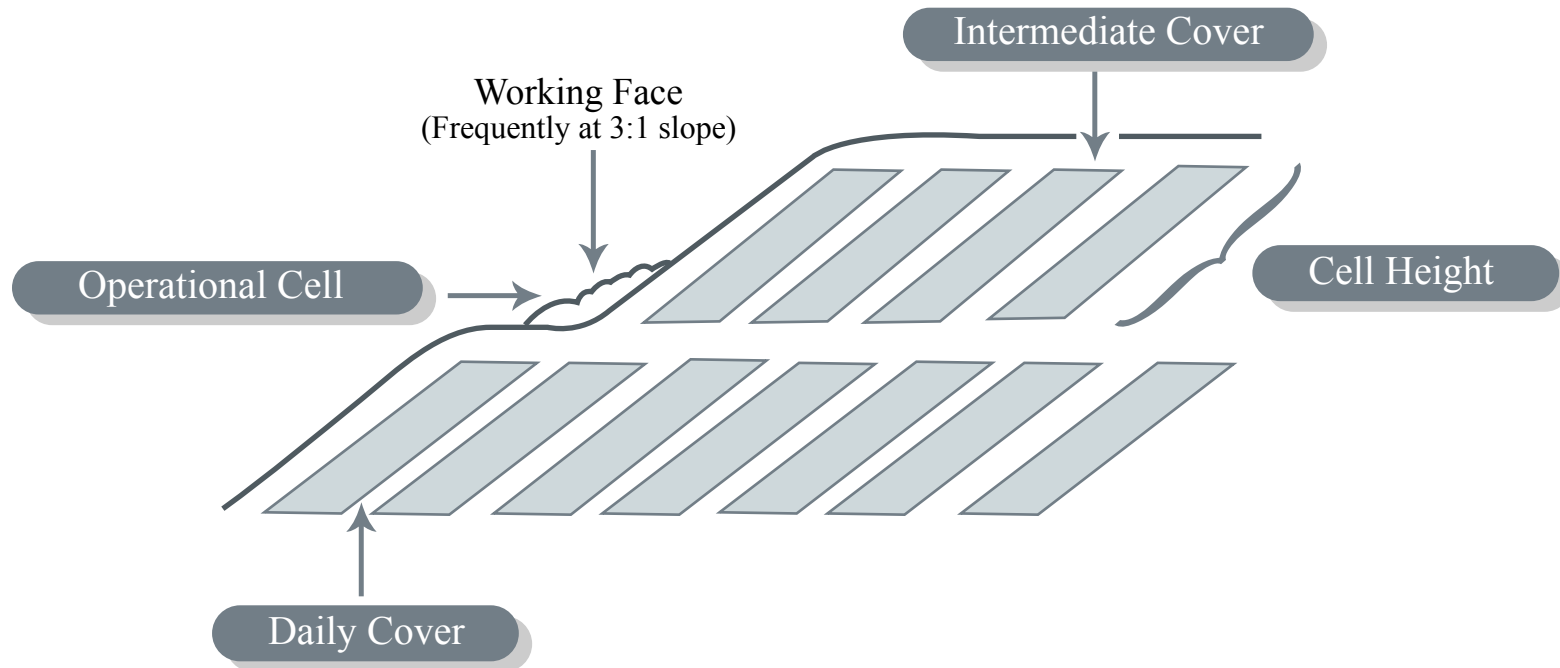 Intermediate Cover
Working Face
(Frequently at 3:1 slope)
Operational Cell
Cell Height
Daily Cover